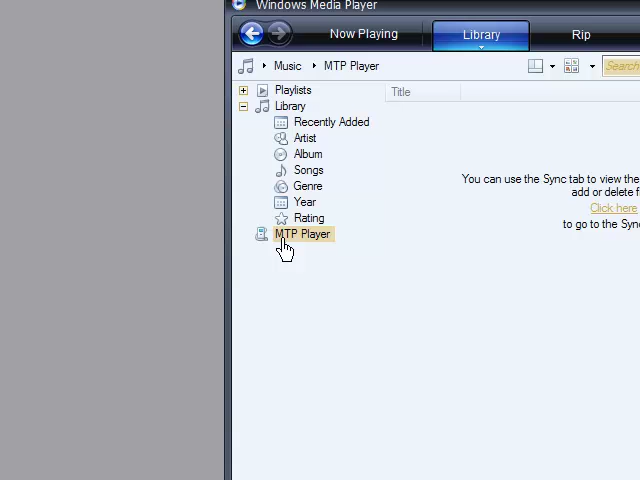 Windows Media Player
Now Playing
Library
Rip
Music
MTP Player
Search
Playlists
Title
Library
Recently Added
Artist
Album
Songs
Genre
Year
Rating
MTP Player
You can use the Sync tab to view the
add or delete f
Click here
to go to the Sync